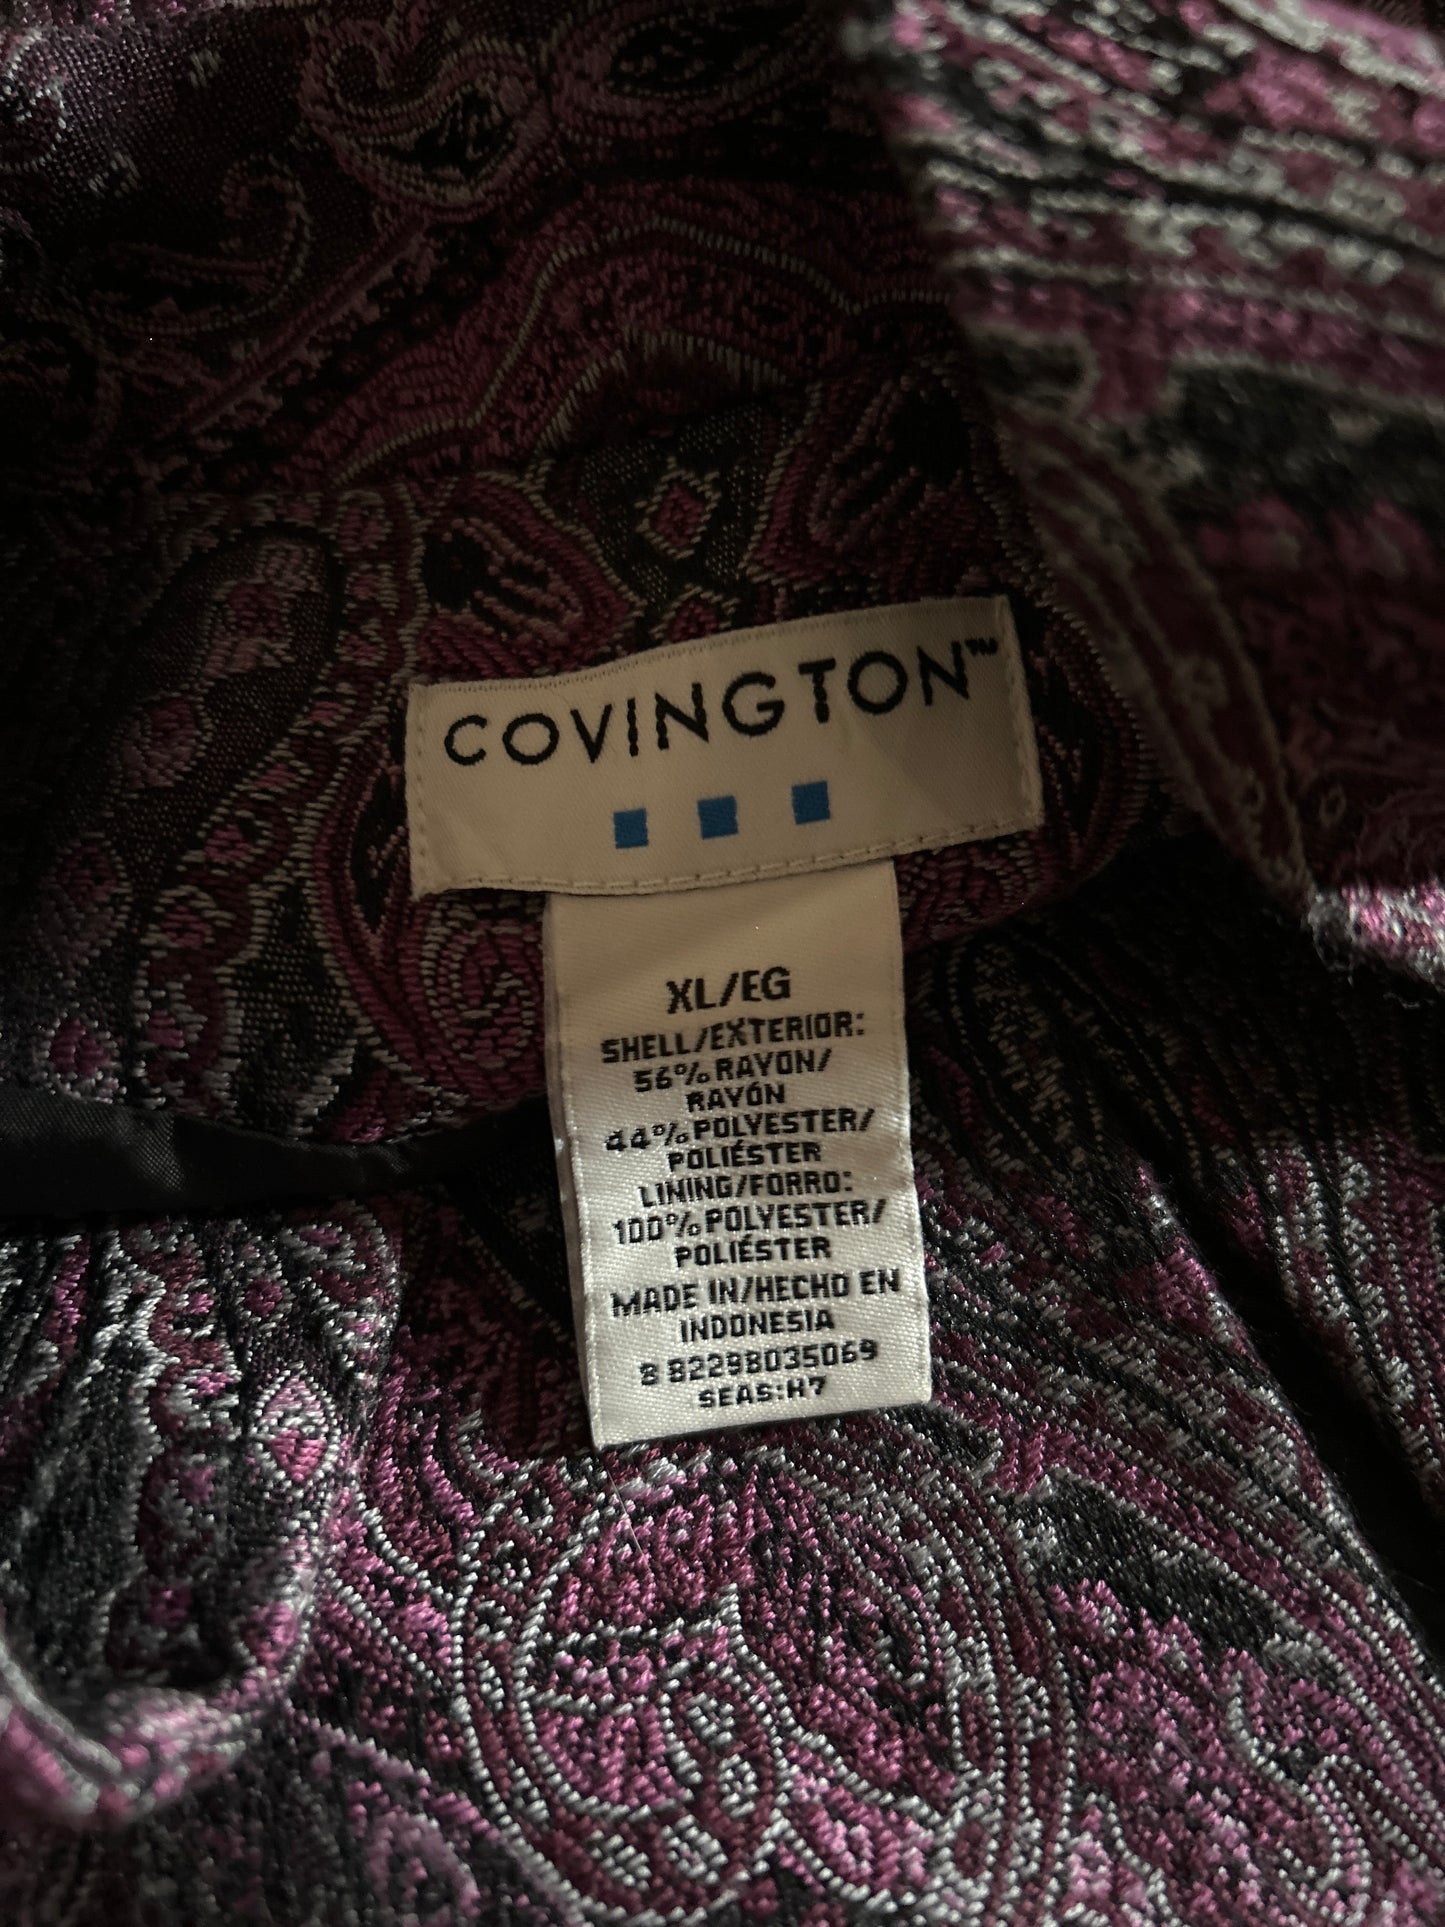 COVINGTON™
XL/EG
SHELL/EXTERIOR:
56% RAYON/
RAYÓN
44% POLYESTER/
POLIÉSTER
LINING/FORRO:
100% POLYESTER/
POLIÉSTER
MADE IN/HECHO EN
INDONESIA
8 82298035069
SEAS:H7